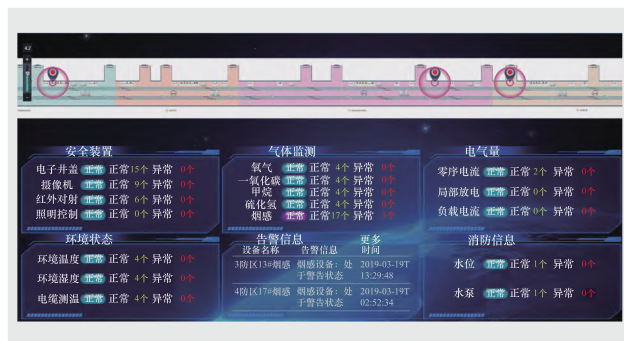 42
安全装置
电子井盖 正常 正常15个 异常 0个
摄像机 正常 正常 9个 异常 0个
红外对射 正常 正常 6个 异常 0个
照明控制 正常 正常 0个 异常 0个
气体监测
氧气 正常 正常 4个 异常 0个
一氧化碳 正常 正常 4个 异常 0个
甲烷 正常 正常 4个 异常 0个
硫化氢 正常 正常 4个 异常 0个
烟感 正常 正常17个 异常 3个
电气量
零序电流 正常 正常 2个 异常 0个
局部放电 正常 正常 0个 异常 0个
负载电流 正常 正常 0个 异常 0个
环境状态
环境温度 正常 正常 4个 异常 0个
环境湿度 正常 正常 4个 异常 0个
电缆测温 正常 正常 4个 异常 0个
告警信息 更多
设备名称 告警信息 时间
3防区13#烟感 烟感设备：处 2019-03-19T
于警告状态 13:29:48
4防区17#烟感 烟感设备：处 2019-03-19T
于警告状态 02:52:34
消防信息
水位 正常 正常 1个 异常 0个
水泵 正常 正常 1个 异常 0个